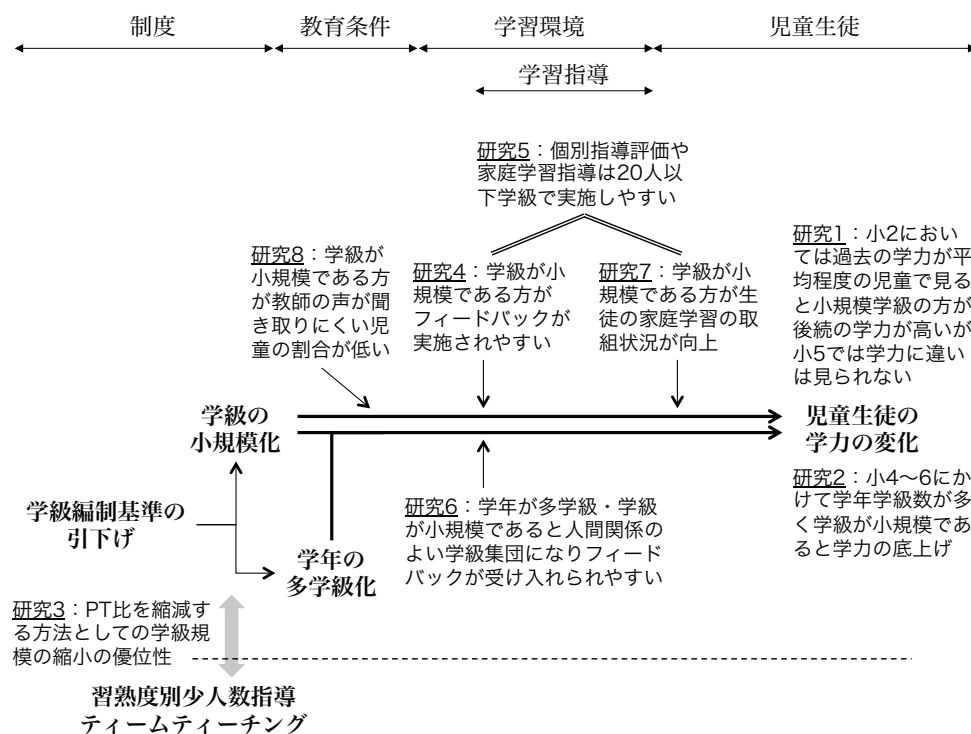 制度
教育条件
学習環境
児童生徒
学習指導
研究5：個別指導評価や
家庭学習指導は20人以
下学級で実施しやすい
研究8：学級が
小規模である方
が教師の声が聞
き取りにくい児
童の割合が低い
研究4：学級が小
規模である方が
フィードバックが
実施されやすい
研究7：学級が小
規模である方が生
徒の家庭学習の取
組状況が向上
研究1：小2におい
ては過去の学力が平
均程度の児童で見る
と小規模学級の方が
後続の学力が高いが
小5では学力に違い
は見られない
学級の
小規模化
児童生徒の
学力の変化
学級編制基準の
引下げ
学年の
多学級化
研究6：学年が多学級・学級
が小規模であると人間関係の
よい学級集団になりフィード
バックが受け入れられやすい
研究2：小4〜6にか
けて学年学級数が多
く学級が小規模であ
ると学力の底上げ
研究3：PT比を縮減す
る方法としての学級規
模の縮小の優位性
習熟度別少人数指導
ティームティーチング